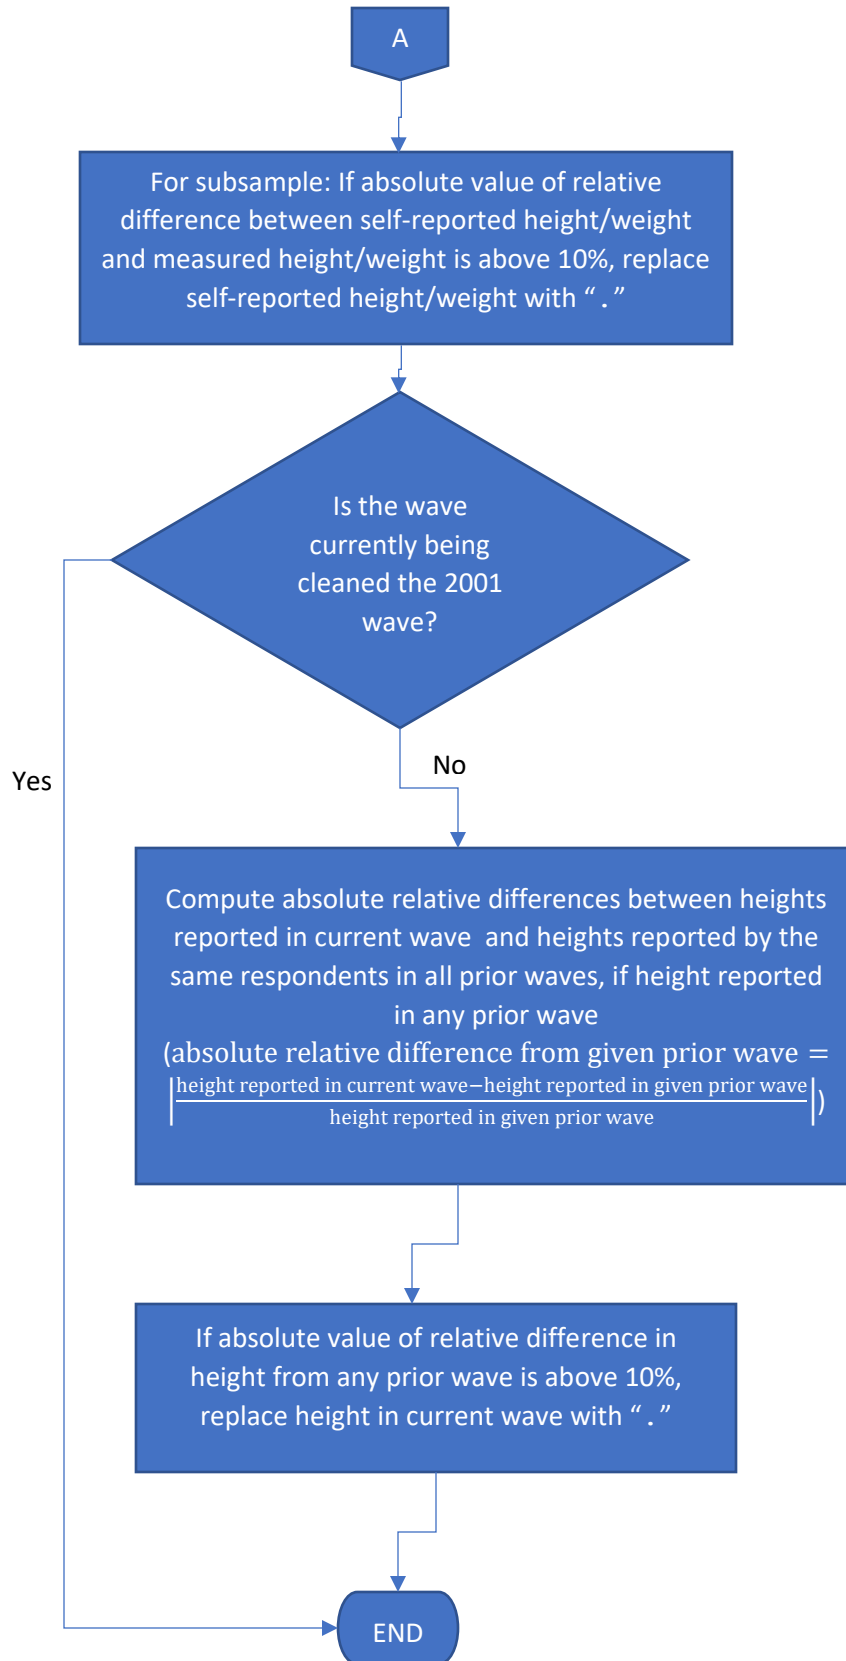 A
For subsample: If absolute value of relative
difference between self-reported height/weight
and measured height/weight is above 10%, replace
self-reported height/weight with “ . ”
Is the wave
currently being
cleaned the 2001
wave?
Yes
No
Compute absolute relative differences between heights
reported in current wave  and heights reported by the
same respondents in all prior waves, if height reported
in any prior wave
(absolute relative difference from given prior wave =
|height reported in current wave−height reported in given prior wave
height reported in given prior wave|)
If absolute value of relative difference in
height from any prior wave is above 10%,
replace height in current wave with “ . ”
END